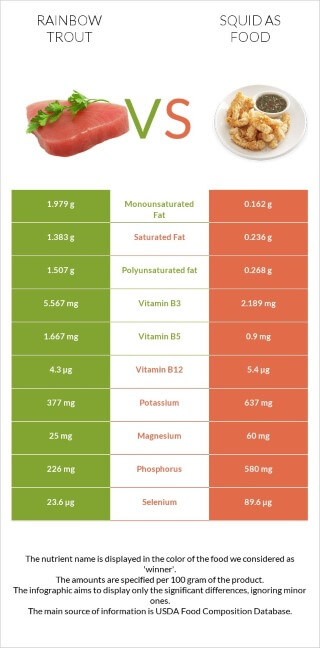 RAINBOW TROUT
SQUID AS FOOD
VS
1.979 g Monounsaturated Fat 0.162 g
1.383 g Saturated Fat 0.236 g
1.507 g Polyunsaturated fat 0.268 g
5.567 mg Vitamin B3 2.189 mg
1.667 mg Vitamin B5 0.9 mg
4.3 µg Vitamin B12 5.4 µg
377 mg Potassium 637 mg
25 mg Magnesium 60 mg
226 mg Phosphorus 580 mg
23.6 µg Selenium 89.6 µg
The nutrient name is displayed in the color of the food we considered as
'winner'.
The amounts are specified per 100 gram of the product.
The infographic aims to display only the significant differences, ignoring minor
ones.
The main source of information is USDA Food Composition Database.